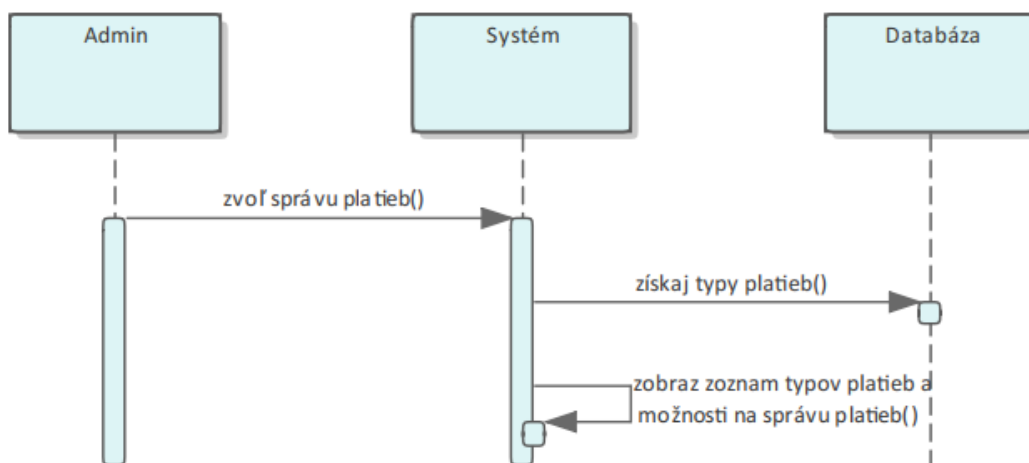 Admin
Systém
Databáza
zvoľ správu platieb()
získaj typy platieb()
zobraz zoznam typov platieb a
možnosti na správu platieb()